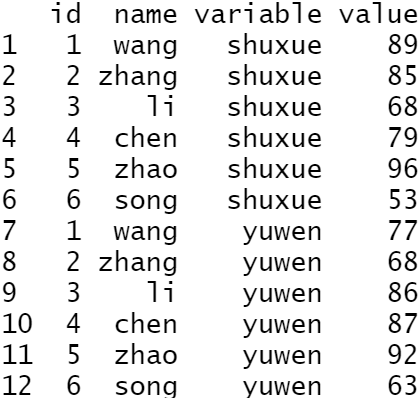 id name variable value
1 1 wang shuxue 89
2 2 zhang shuxue 85
3 3 li shuxue 68
4 4 chen shuxue 79
5 5 zhao shuxue 96
6 6 song shuxue 53
7 1 wang yuwen 77
8 2 zhang yuwen 68
9 3 li yuwen 86
10 4 chen yuwen 87
11 5 zhao yuwen 92
12 6 song yuwen 63